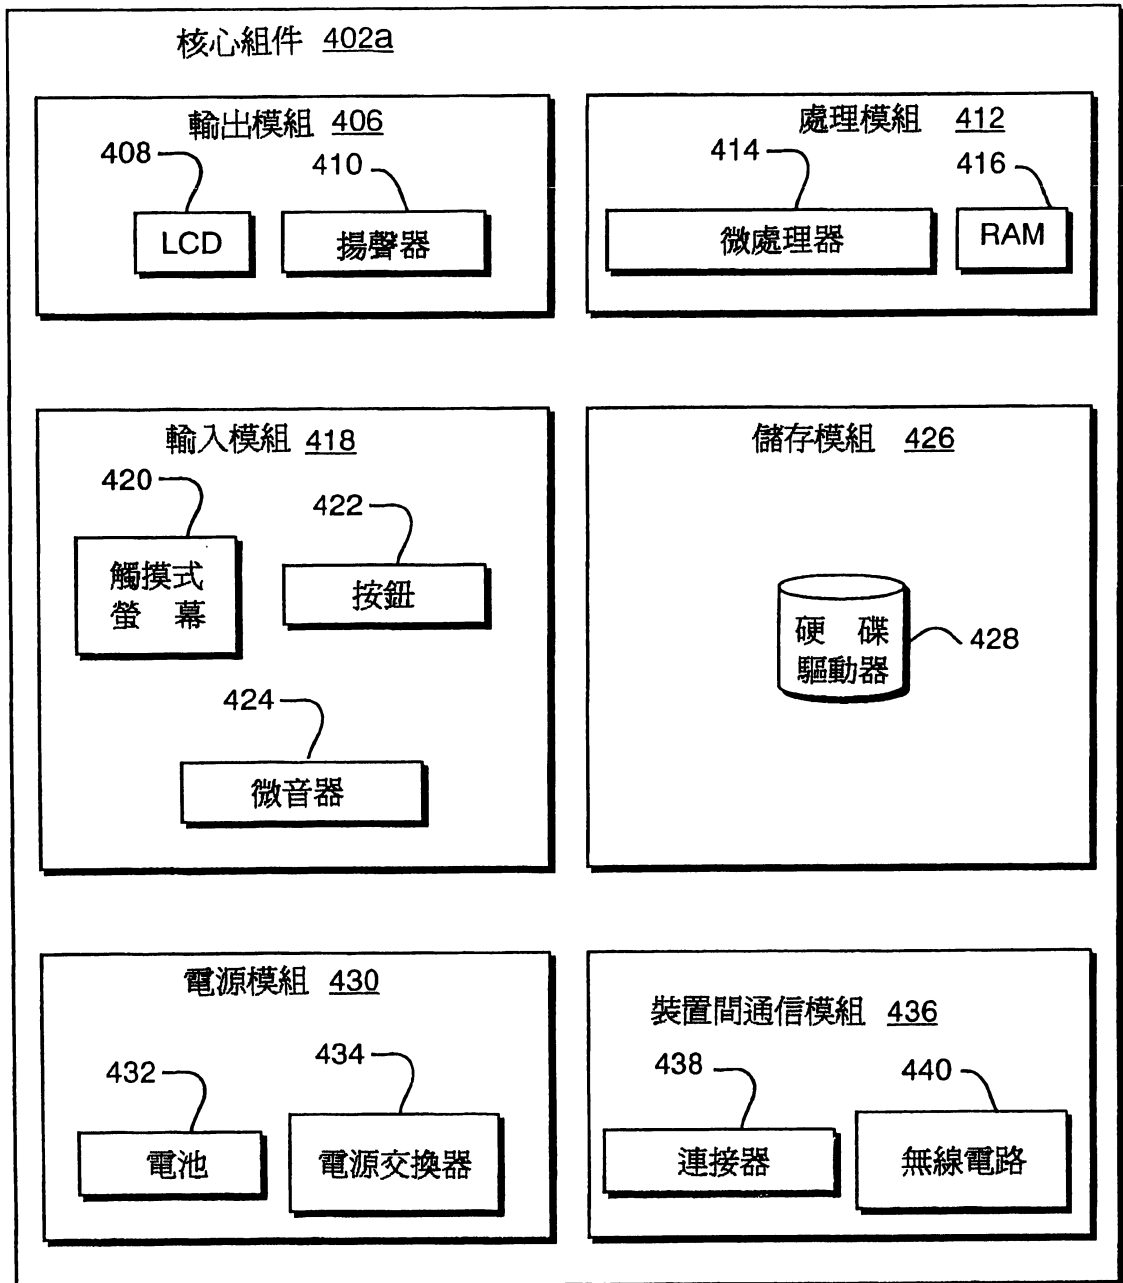 核心組件 402a
輸出模組 406
408
410
LCD
揚聲器
處理模組 412
414
416
微處理器
RAM
輸入模組 418
420
422
觸摸式
螢 幕
按鈕
424
微音器
儲存模組 426
硬 碟
驅動器
428
電源模組 430
432
434
電池
電源交換器
裝置間通信模組 436
438
440
連接器
無線電路